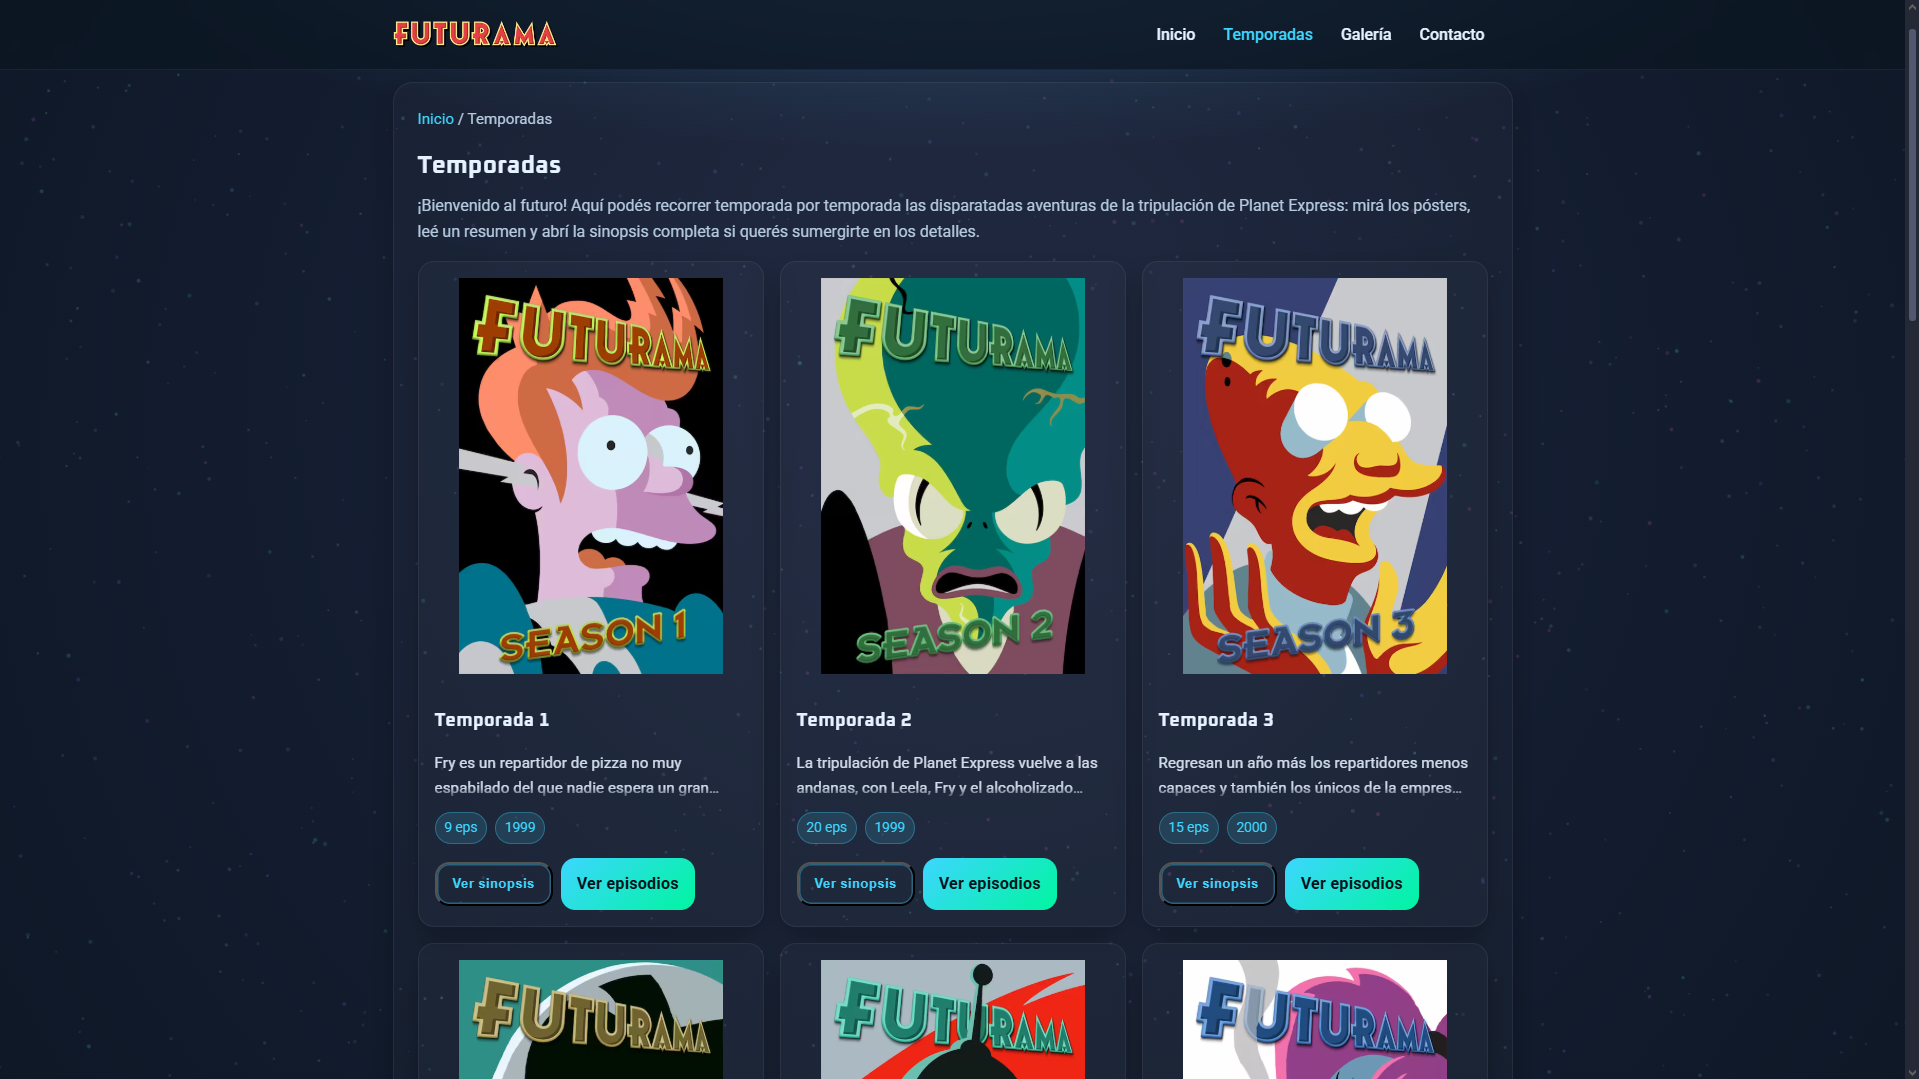 FUTURAMA
Inicio Temporadas Galería Contacto
Inicio / Temporadas
Temporadas
¡Bienvenido al futuro! Aquí podés recorrer temporada por temporada las disparatadas aventuras de la tripulación de Planet Express: mirá los pósters,
leé un resumen y abrí la sinopsis completa si querés sumergirte en los detalles.
FUTURAMA
SEASON 1
Temporada 1
Fry es un repartidor de pizza no muy
espabilado del que nadie espera un gran...
9 eps 1999
Ver sinopsis Ver episodios
FUTURAMA
SEASON 2
Temporada 2
La tripulación de Planet Express vuelve a las
andanas, con Leela, Fry y el alcoholizado...
20 eps 1999
Ver sinopsis Ver episodios
FUTURAMA
SEASON 3
Temporada 3
Regresan un año más los repartidores menos
capaces y también los únicos de la empres...
15 eps 2000
Ver sinopsis Ver episodios
FUTURAMA
FUTURAMA
FUTURAMA